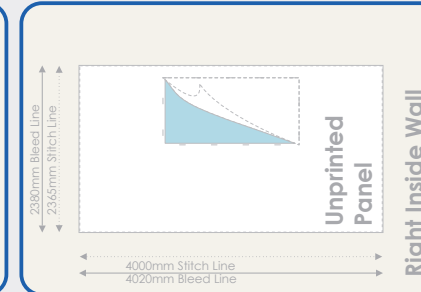 2380mm Bleed Line
2365mm Stitch Line
Unprinted
Panel
Right Inside Wall
4000mm Stitch Line
4020mm Bleed Line